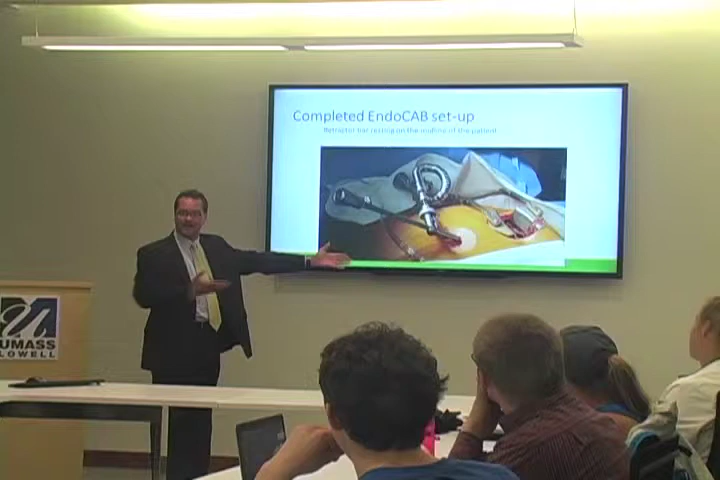 Completed EndoCAB set-up
Retractor bar resting on the midline of the patient
UMASS
LOWELL